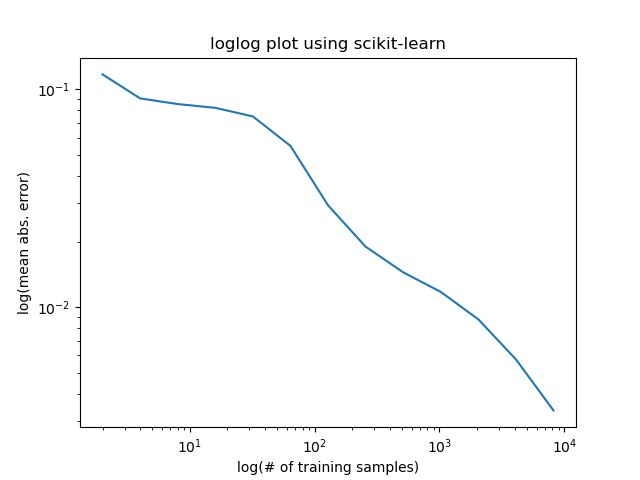 loglog plot using scikit-learn
10⁻¹
10⁻²
log(mean abs. error)
10¹ 10² 10³ 10⁴
log(# of training samples)